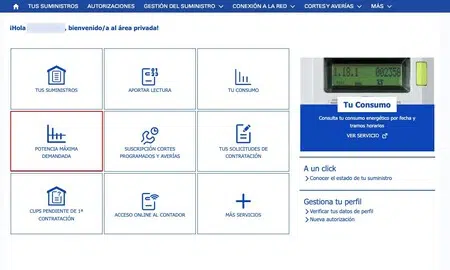 TUS SUMINISTROS AUTORIZACIONES GESTIÓN DEL SUMINISTRO CONEXIÓN A LA RED CORTES Y AVERÍAS MÁS
¡Hola , bienvenido/a al área privada!
TUS SUMINISTROS
APORTAR LECTURA
TU CONSUMO
POTENCIA MÁXIMA
DEMANDADA
SUSCRIPCIÓN CORTES
PROGRAMADOS Y AVERÍAS
TUS SOLICITUDES
DE CONTRATACIÓN
CUPS PENDIENTE DE 1ª
CONTRATACIÓN
ACCESO ONLINE AL CONTADOR
MÁS SERVICIOS
1.18.1 002356
Tu Consumo
Consulta tu consumo energético por fecha y
tramos horarios
VER SERVICIO
A un click
Conocer el estado de tu suministro
Gestiona tu perfil
Verificar tus datos de perfil
Nueva autorización